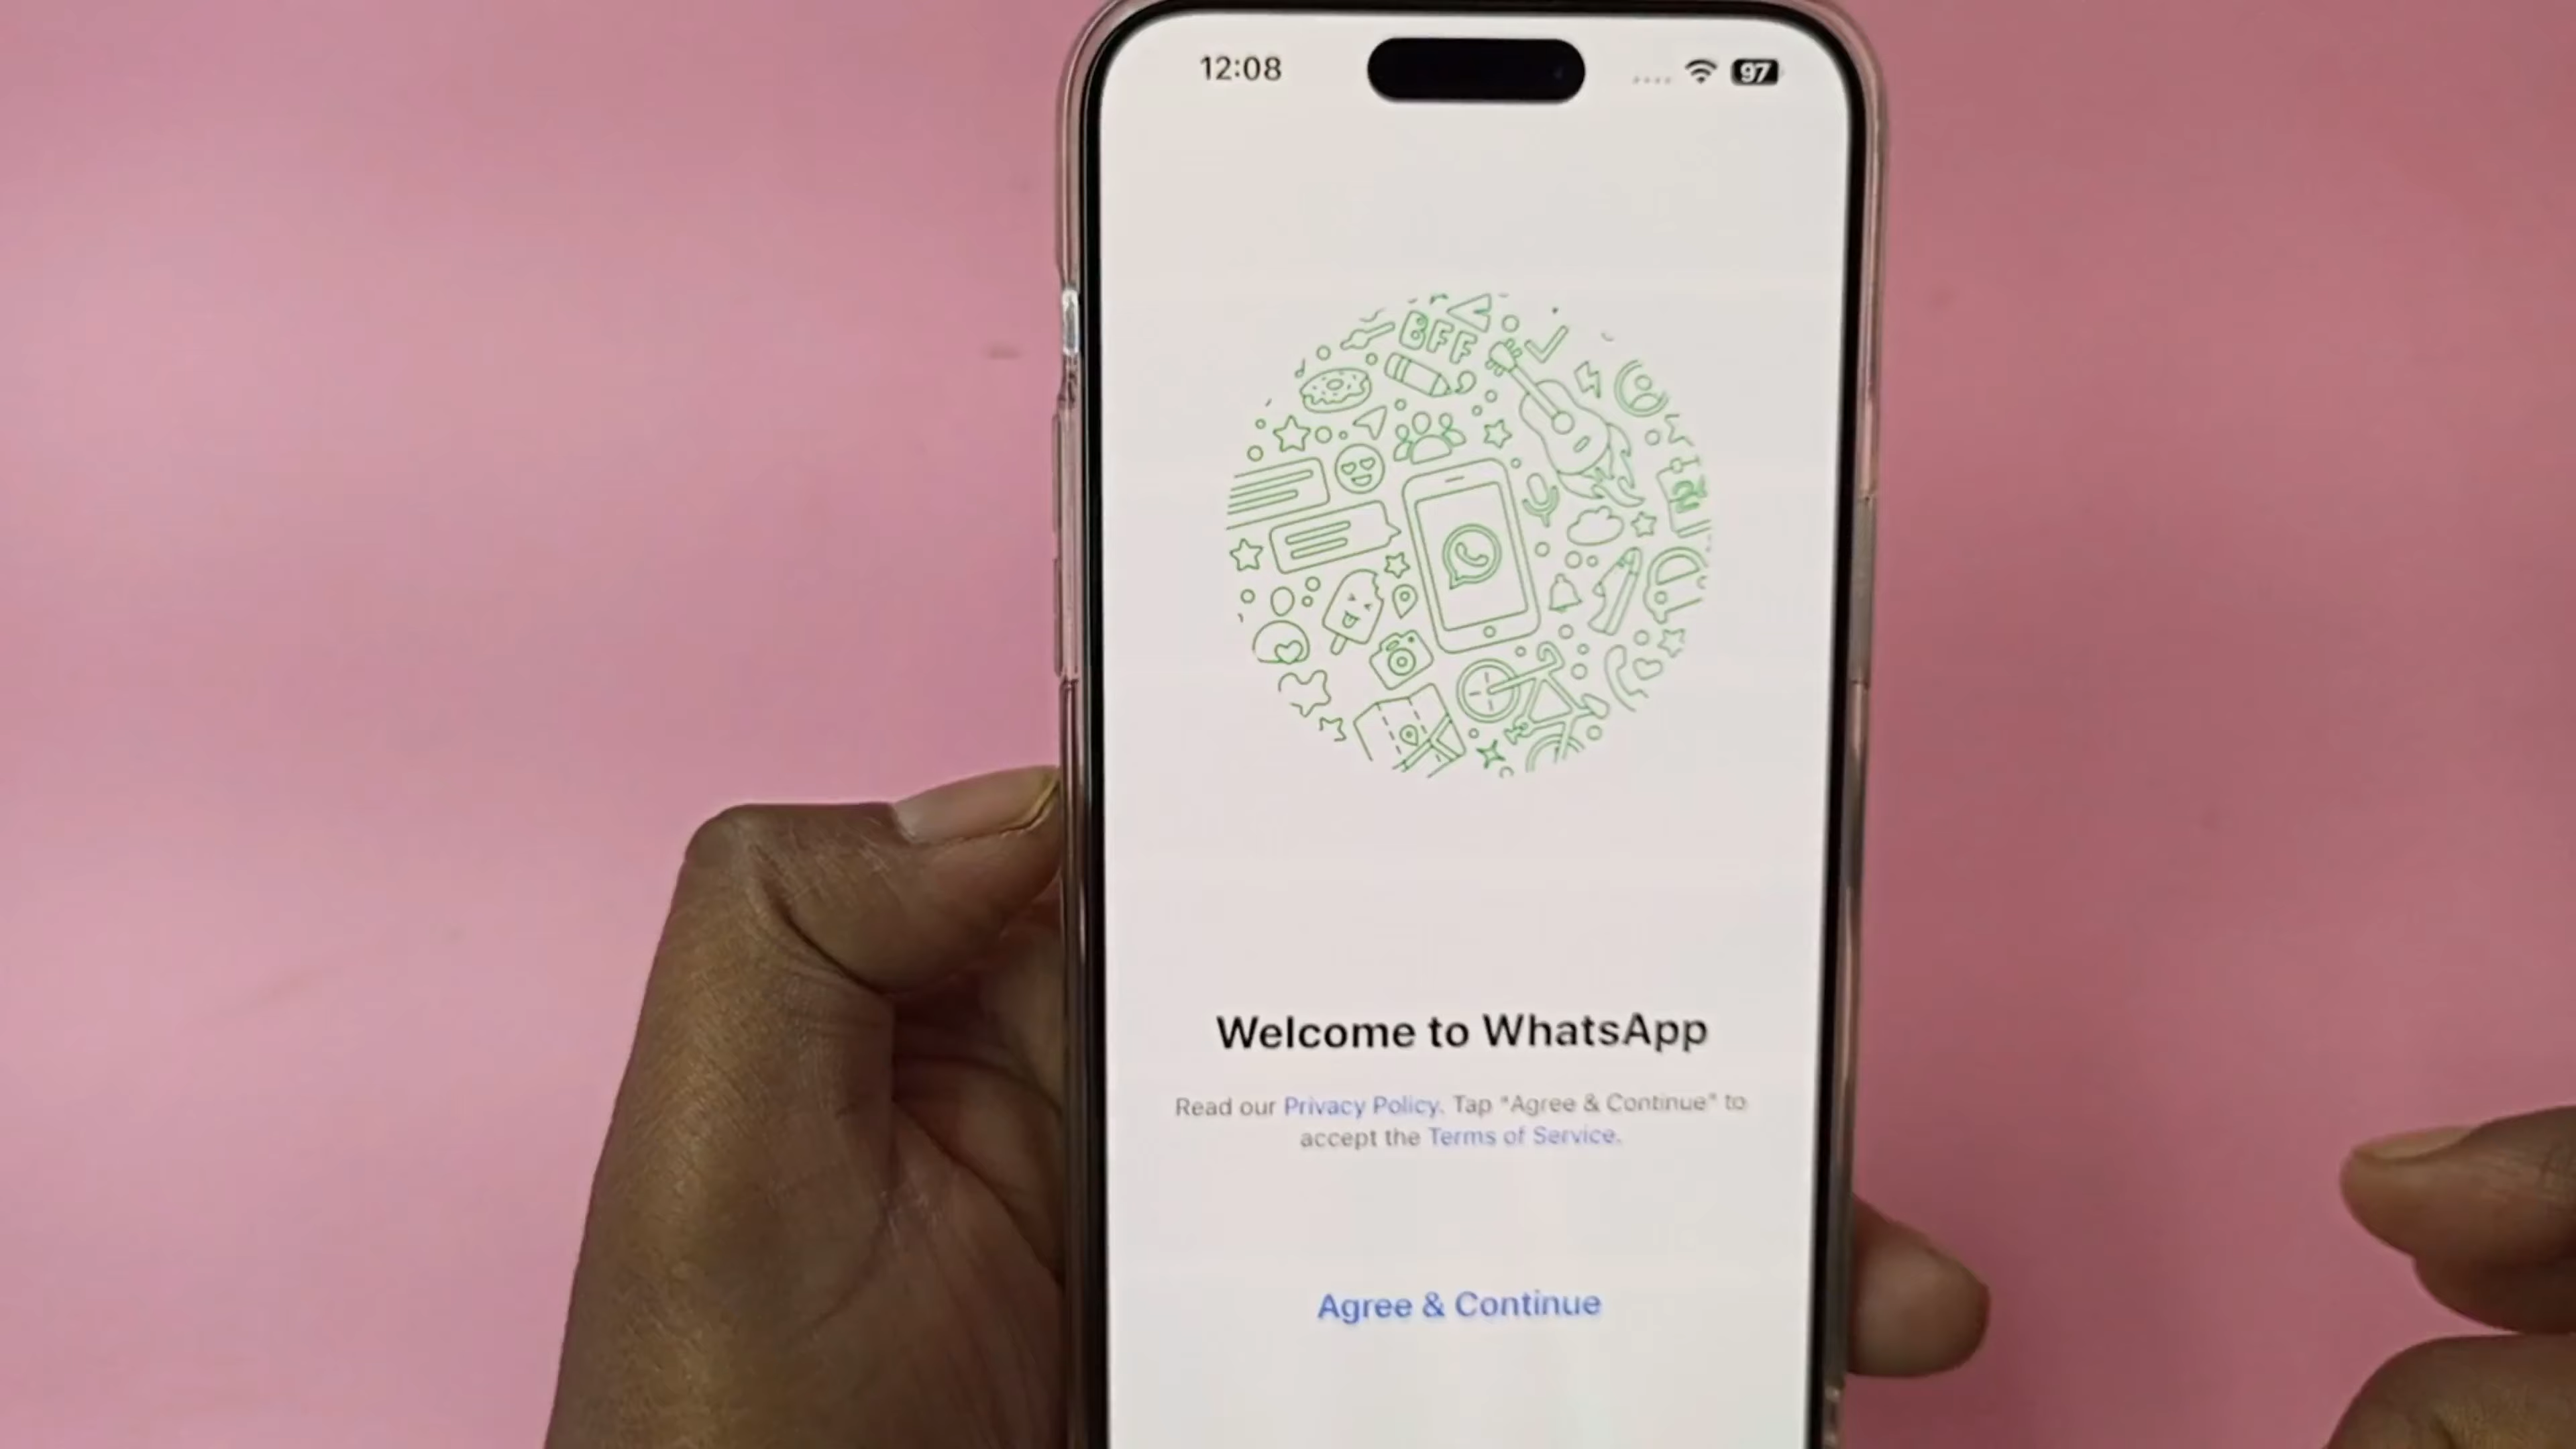 12:08
97
BFF
Welcome to WhatsApp
Read our Privacy Policy. Tap "Agree & Continue" to
accept the Terms of Service.
Agree & Continue